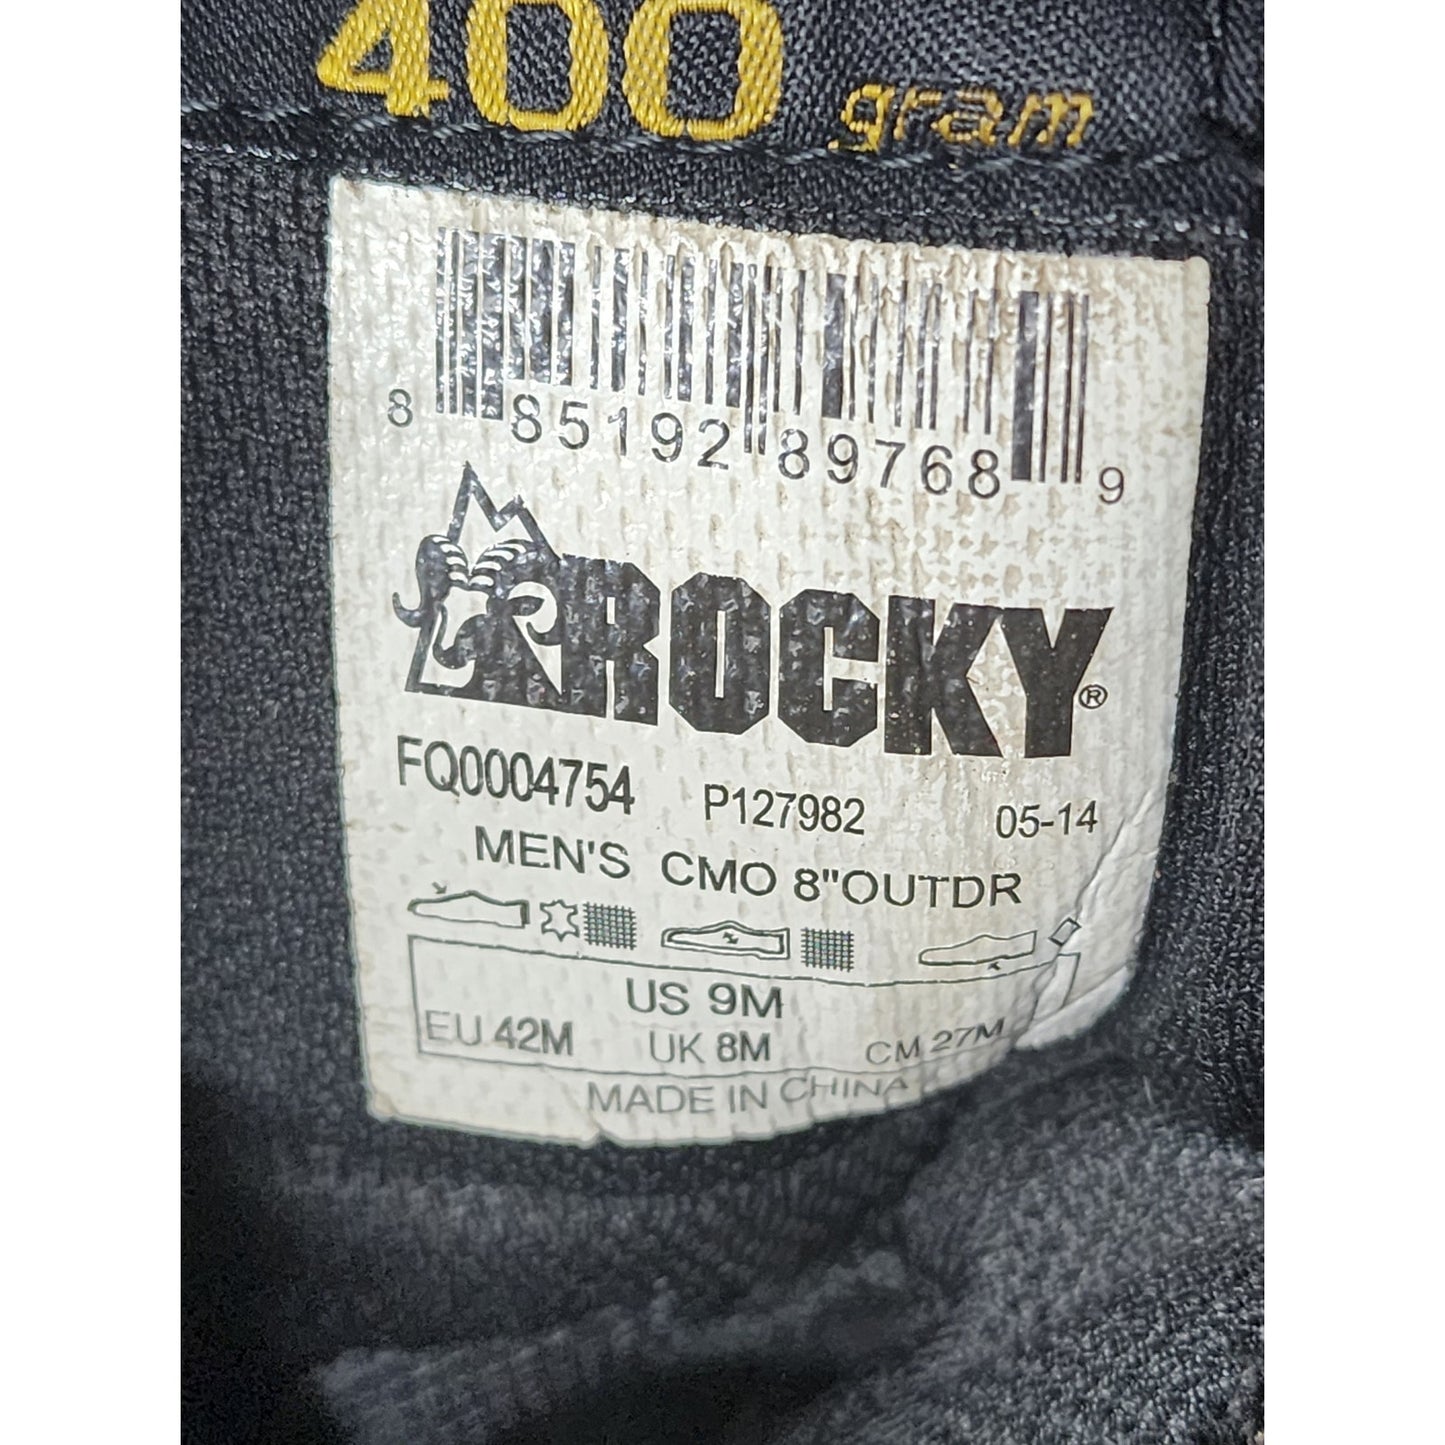 400 gram
8 85192 89768 9
ROCKY®
FQ0004754 P127982 05-14
MEN'S CMO 8"OUTDR
US 9M
EU 42M UK 8M CM 27M
MADE IN CHINA